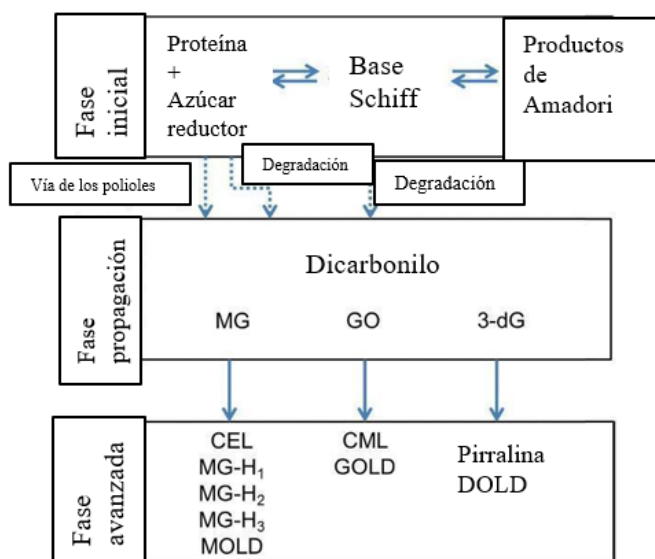 Fase
inicial
Proteína
+
Azúcar
reductor
Base
Schiff
Productos
de
Amadori
Vía de los polioles
Degradación
Degradación
Fase
propagación
Dicarbonilo
MG GO 3-dG
Fase
avanzada
CEL
MG-H₁
MG-H₂
MG-H₃
MOLD
CML
GOLD
Pirralina
DOLD